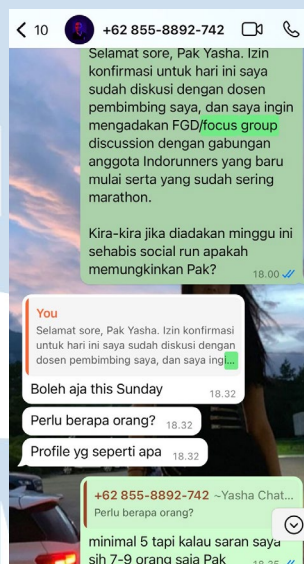 10
+62 855-8892-742
Selamat sore, Pak Yasha. Izin
konfirmasi untuk hari ini saya
sudah diskusi dengan dosen
pembimbing saya, dan saya ingin
mengadakan FGD/focus group
discussion dengan gabungan
anggota Indorunners yang baru
mulai serta yang sudah sering
marathon.
Kira-kira jika diadakan minggu ini
sehabis social run apakah
memungkinkan Pak?
18.00
You
Selamat sore, Pak Yasha. Izin konfirmasi
untuk hari ini saya sudah diskusi dengan
dosen pembimbing saya, dan saya ingi...
Boleh aja this Sunday
18.32
Perlu berapa orang?
18.32
Profile yg seperti apa
18.32
+62 855-8892-742 ~Yasha Chat...
Perlu berapa orang?
minimal 5 tapi kalau saran saya
sih 7-9 orang saja Pak